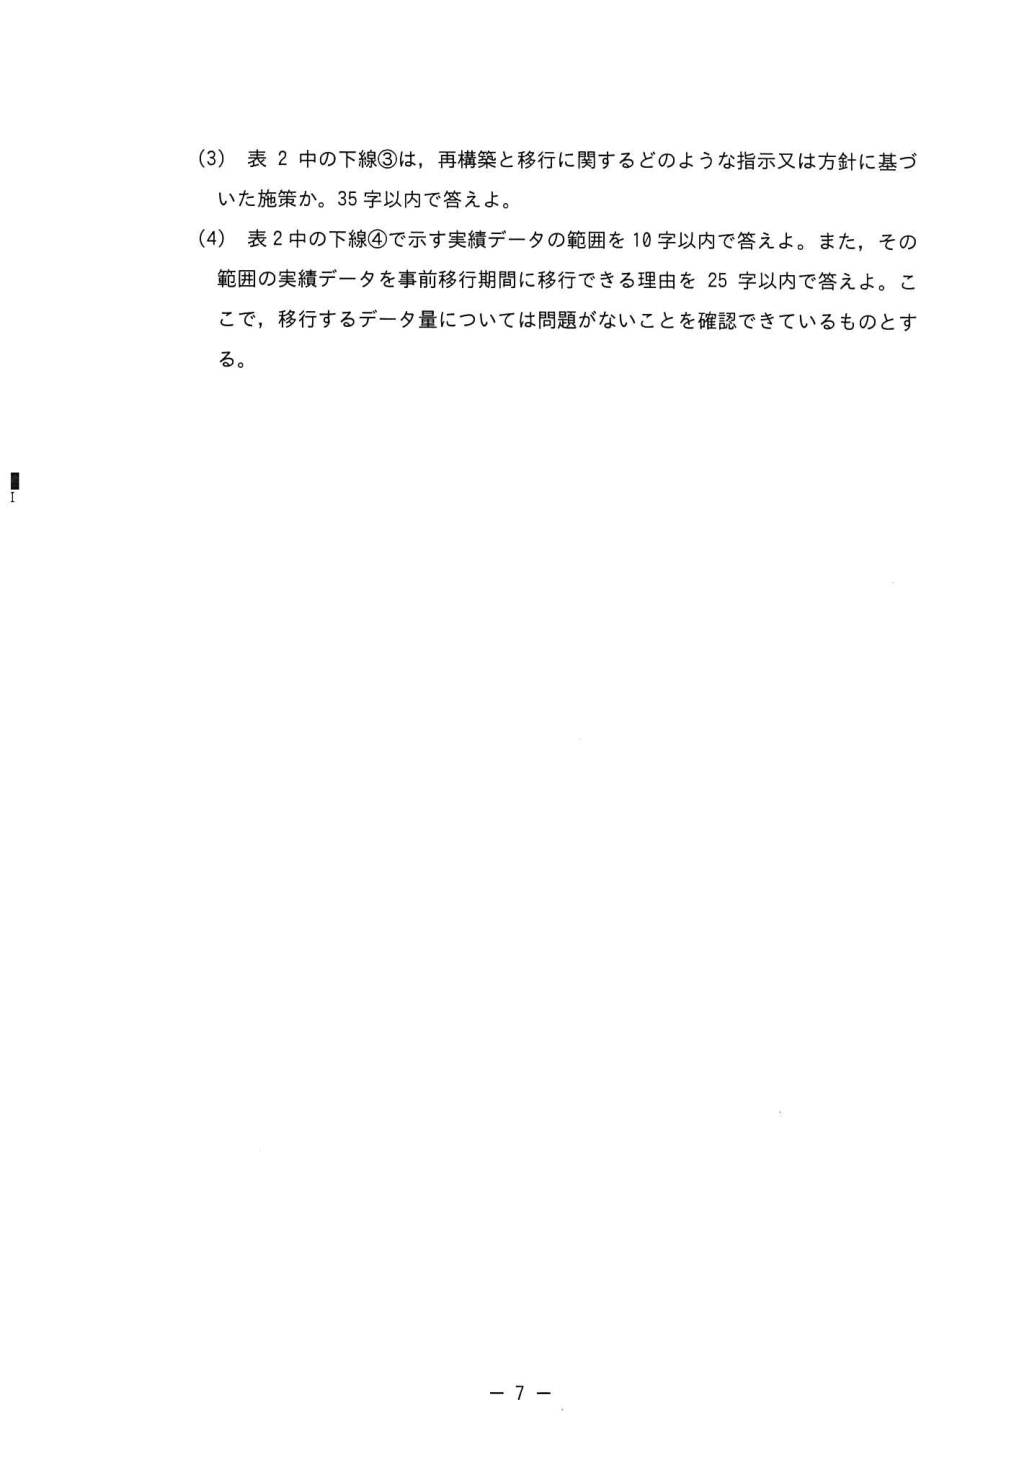 (3) 表 2 中の下線③は，再構築と移行に関するどのような指示又は方針に基づ
いた施策か。35 字以内で答えよ。
(4) 表 2 中の下線④で示す実績データの範囲を 10 字以内で答えよ。また，その
範囲の実績データを事前移行期間に移行できる理由を 25 字以内で答えよ。こ
こで，移行するデータ量については問題がないことを確認できているものとす
る。
I
― 7 ―